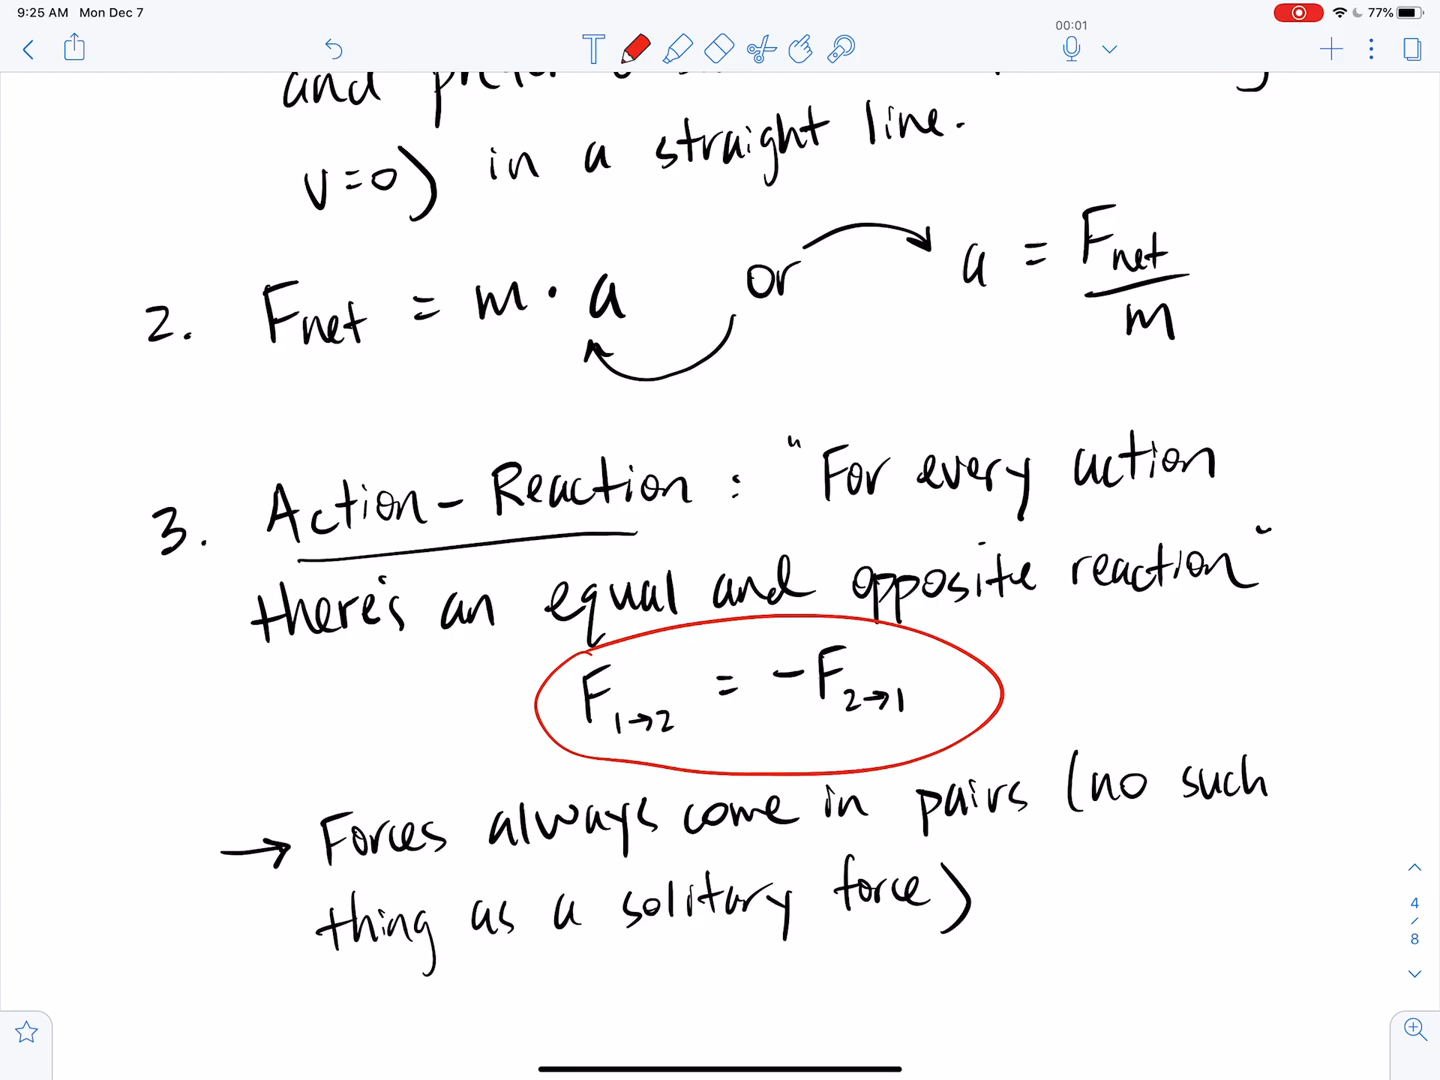 9:25 AM Mon Dec 7
77%
00:01
and
v=0) in a straight line.
2. Fnet = m · a or a = Fnet/m
3. Action-Reaction: "For every action
there's an equal and opposite reaction"
F1→2 = -F2→1
→ Forces always come in pairs (no such
thing as a solitary force)
4
/
8